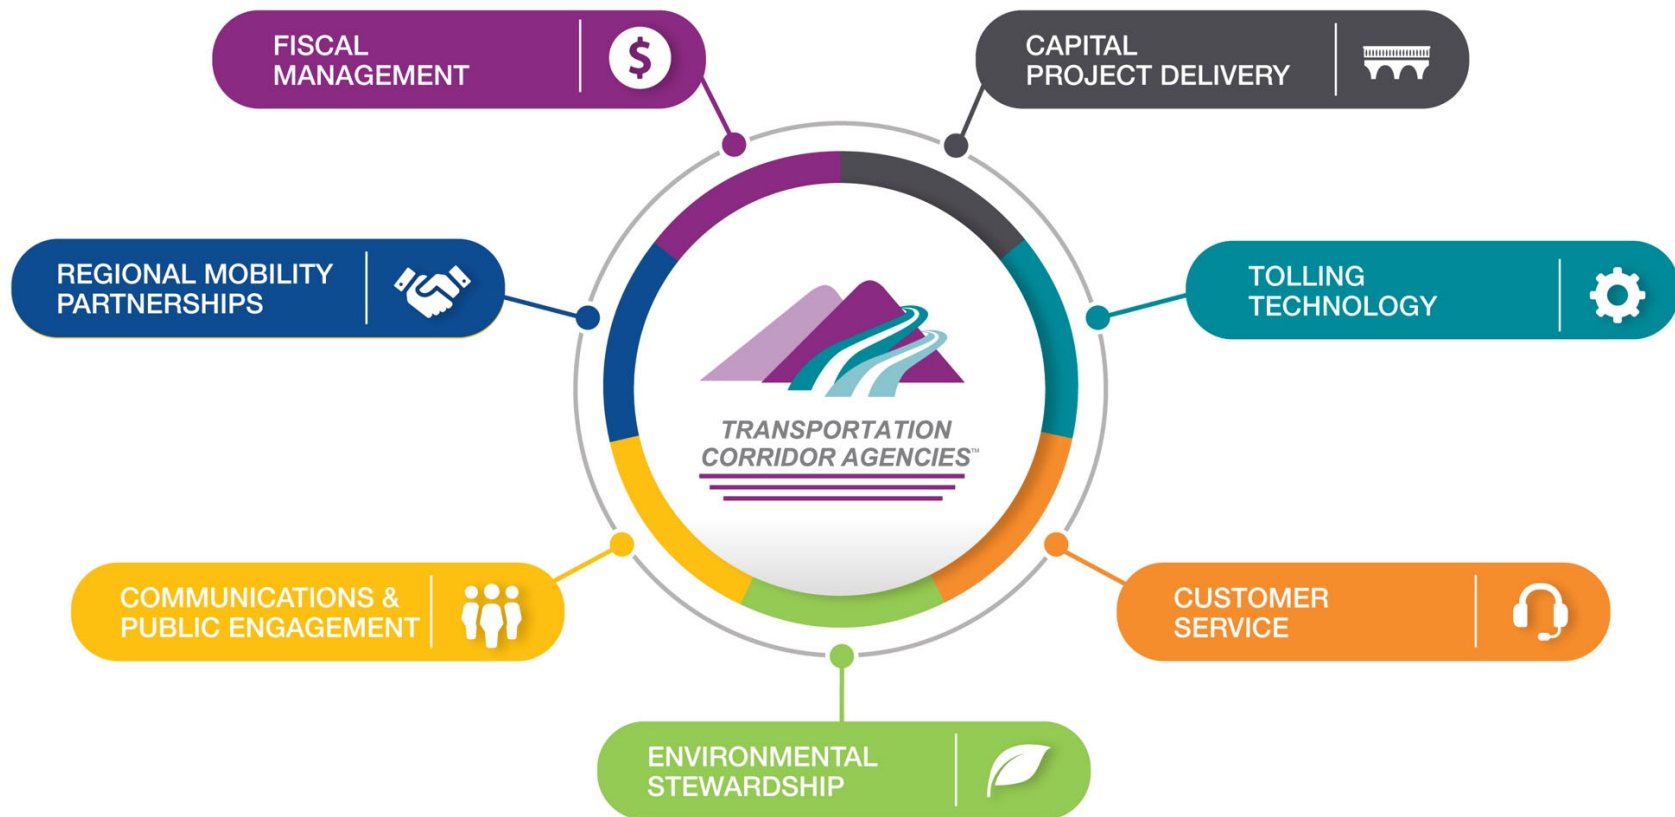 FISCAL
MANAGEMENT
$
CAPITAL
PROJECT DELIVERY
REGIONAL MOBILITY
PARTNERSHIPS
TOLLING
TECHNOLOGY
TRANSPORTATION
CORRIDOR AGENCIES™
COMMUNICATIONS &
PUBLIC ENGAGEMENT
CUSTOMER
SERVICE
ENVIRONMENTAL
STEWARDSHIP